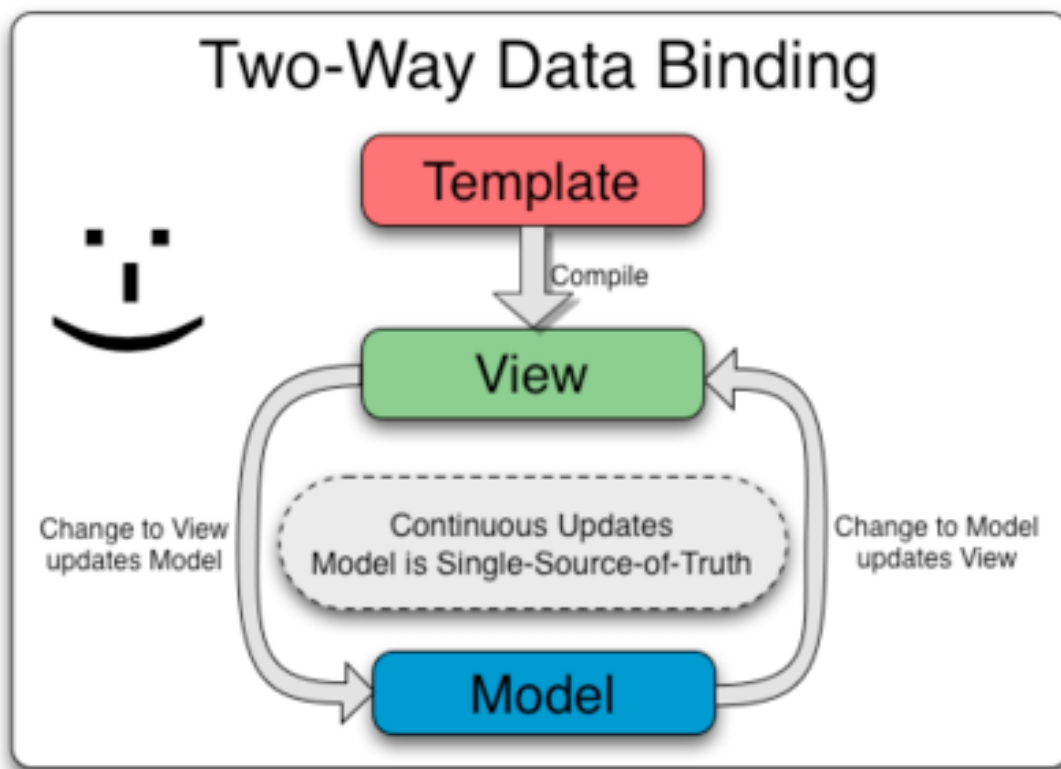 Two-Way Data Binding
Template
Compile
View
Change to View
updates Model
Continuous Updates
Model is Single-Source-of-Truth
Change to Model
updates View
Model